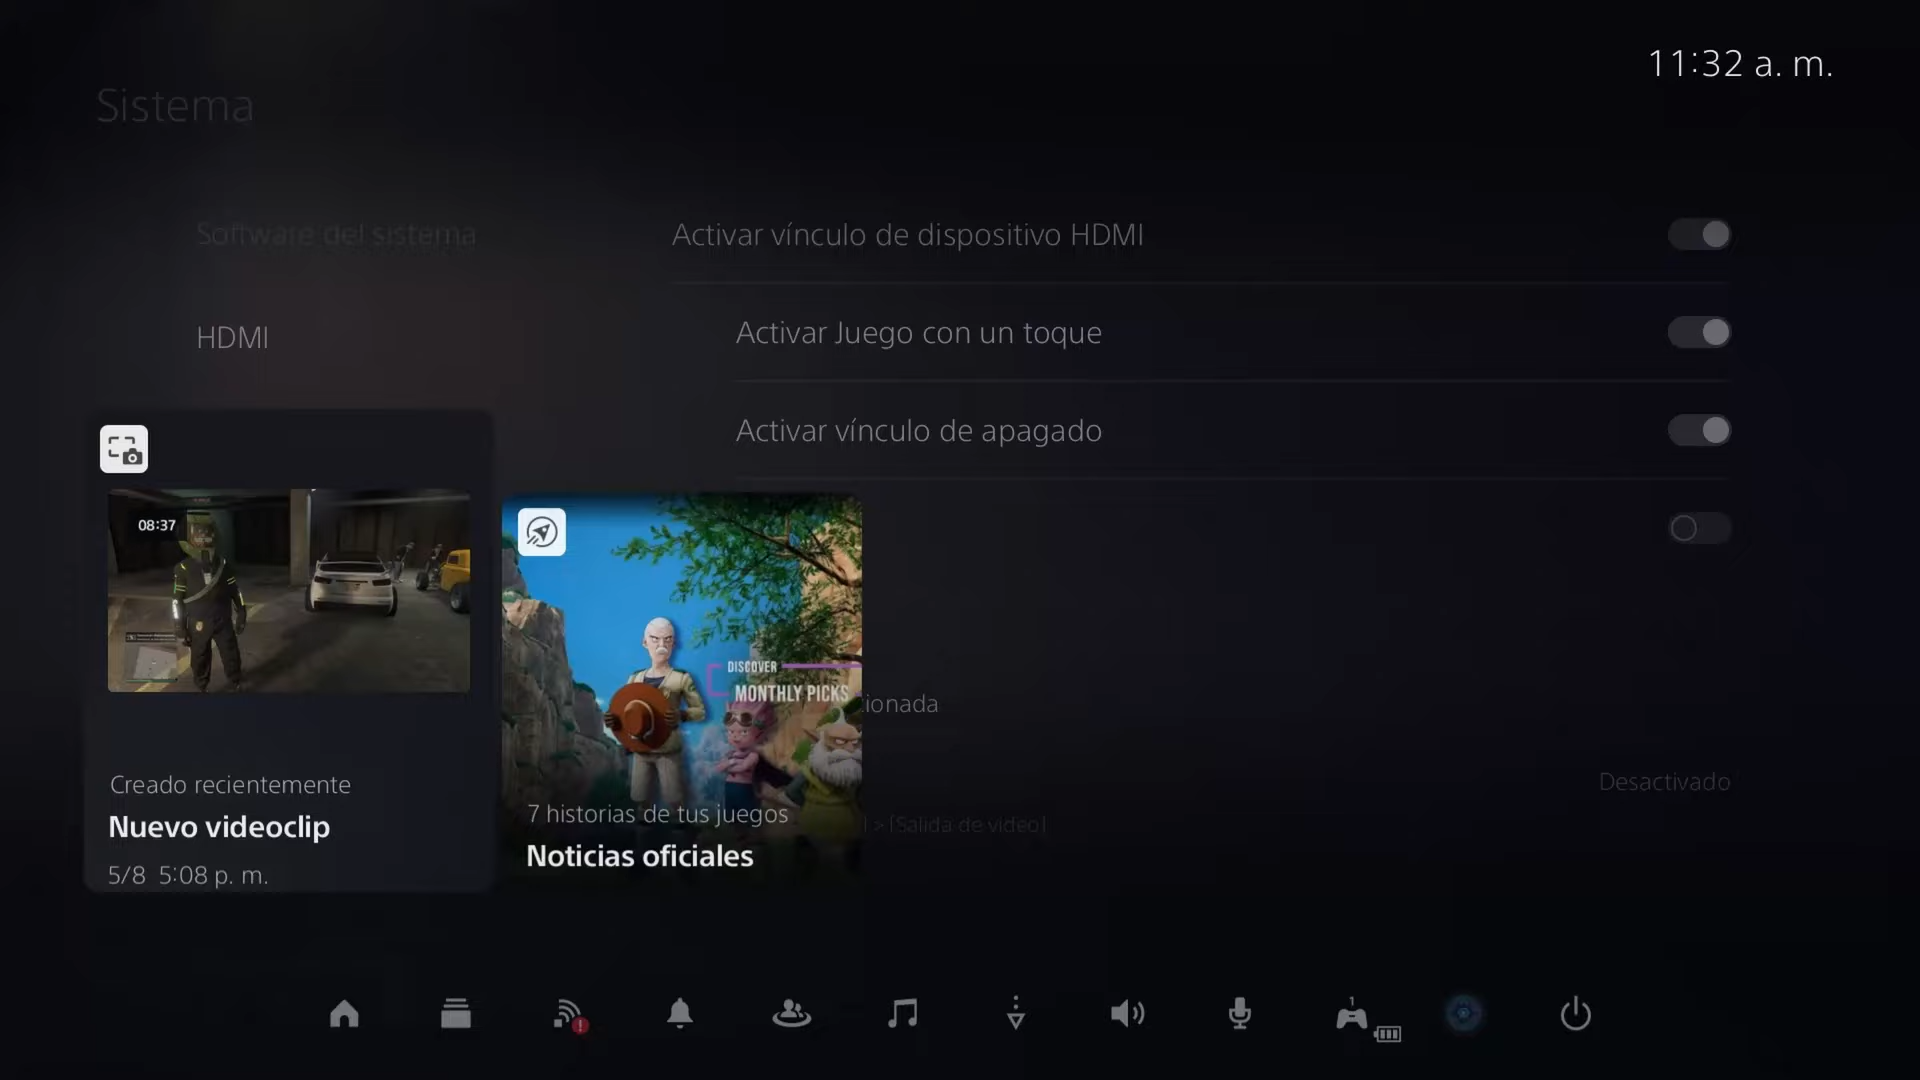 11:32 a. m.
Sistema
Software del sistema
Activar vínculo de dispositivo HDMI
HDMI
Activar Juego con un toque
Activar vínculo de apagado
08:37
DISCOVER
MONTHLY PICKS
ionada
Creado recientemente
Nuevo videoclip
5/8 5:08 p. m.
7 historias de tus juegos
Noticias oficiales
Desactivado
> [Salida de video]
1